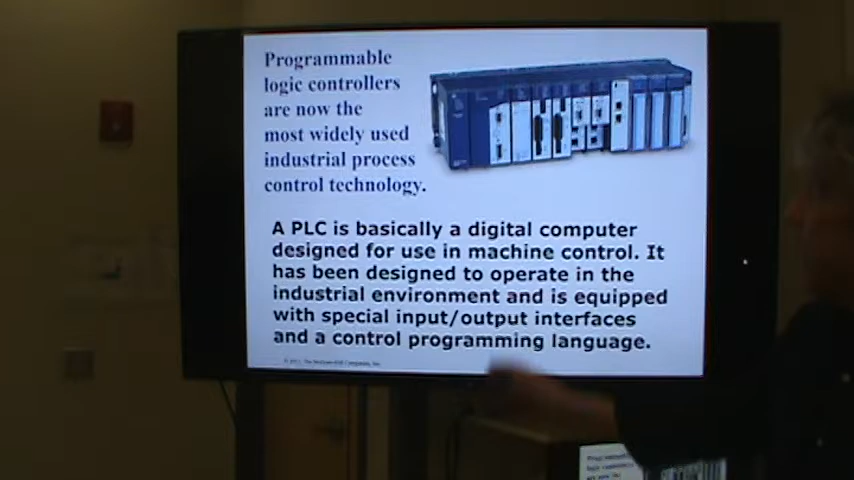 Programmable
logic controllers
are now the
most widely used
industrial process
control technology.
A PLC is basically a digital computer
designed for use in machine control. It
has been designed to operate in the
industrial environment and is equipped
with special input/output interfaces
and a control programming language.